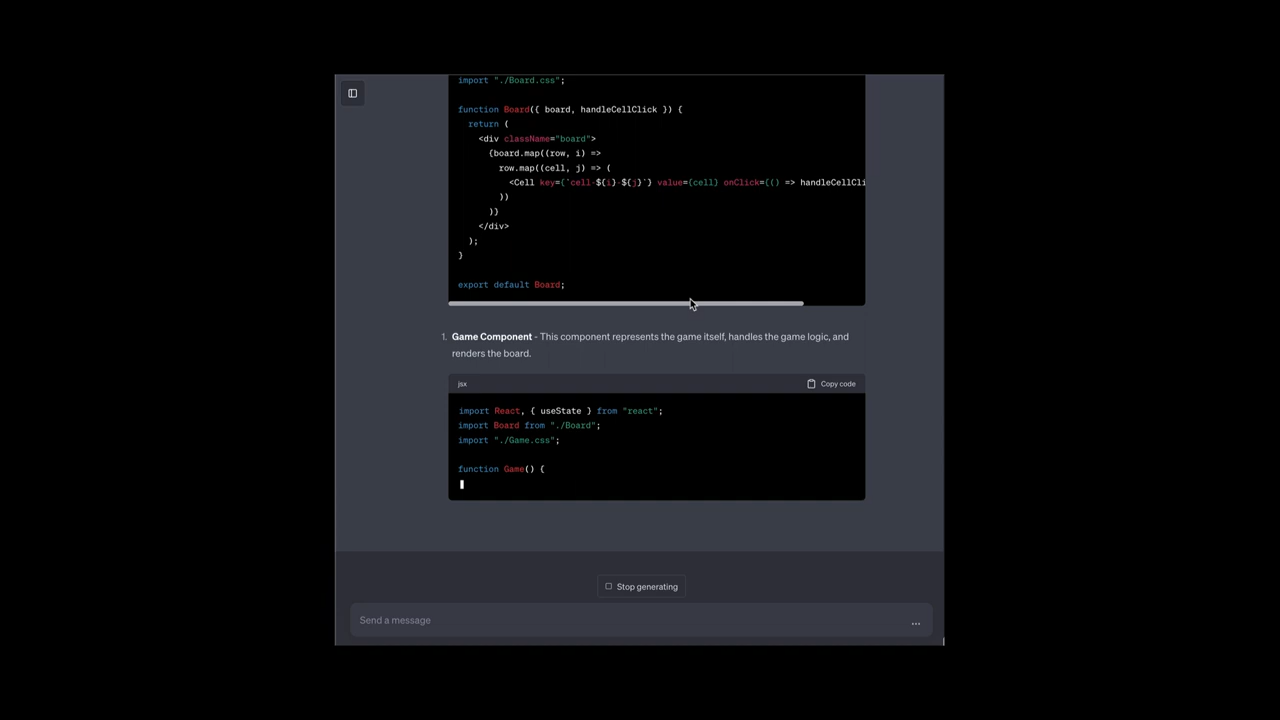 import "./Board.css";
function Board({ board, handleCellClick }) {
return (
<div className="board">
{board.map((row, i) =>
row.map((cell, j) => (
<Cell key={`cell-${i}-${j}`} value={cell} onClick={() => handleCellCli
))
)}
</div>
);
}
export default Board;
1. Game Component - This component represents the game itself, handles the game logic, and
renders the board.
jsx
Copy code
import React, { useState } from "react";
import Board from "./Board";
import "./Game.css";
function Game() {
Stop generating
Send a message
...